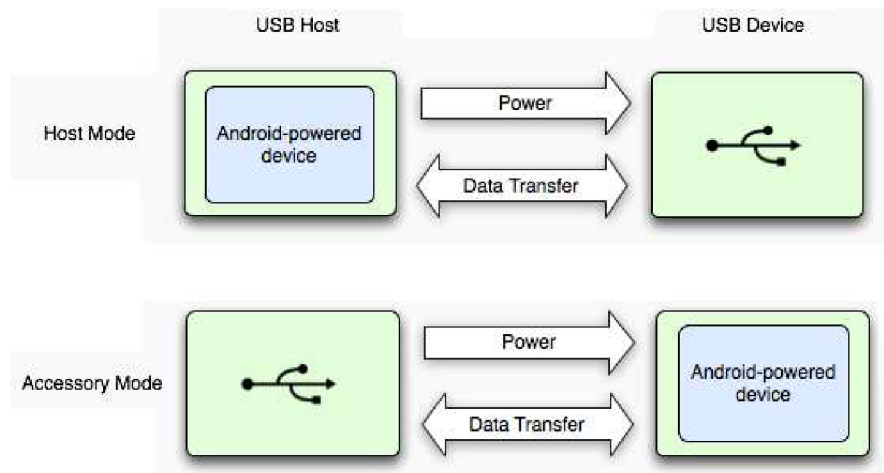 USB Host
USB Device
Host Mode
Android-powered
device
Power
Data Transfer
Accessory Mode
Power
Data Transfer
Android-powered
device